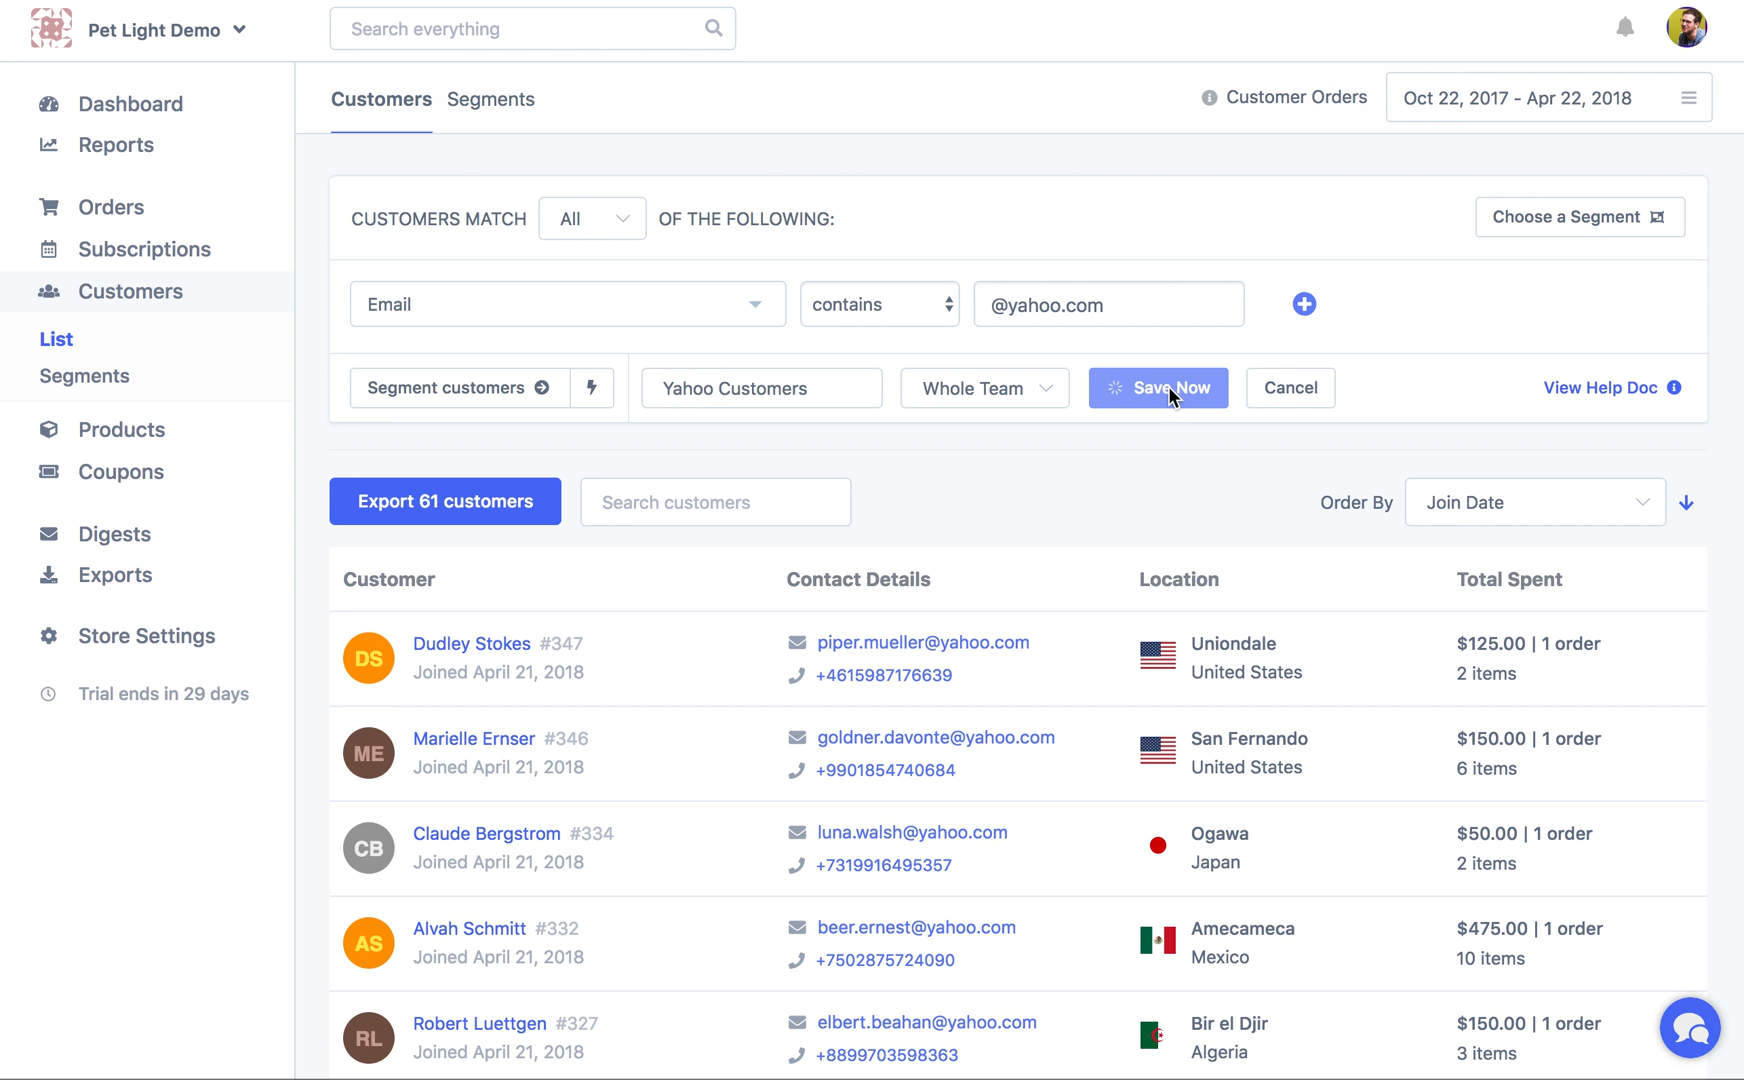 Pet Light Demo
Search everything
Dashboard
Reports
Orders
Subscriptions
Customers
List
Segments
Products
Coupons
Digests
Exports
Store Settings
Trial ends in 29 days
Customers Segments
Customer Orders
Oct 22, 2017 - Apr 22, 2018
CUSTOMERS MATCH All OF THE FOLLOWING:
Choose a Segment
Email contains @yahoo.com
Segment customers Yahoo Customers Whole Team Save Now Cancel View Help Doc
Export 61 customers Search customers Order By Join Date
Customer Contact Details Location Total Spent
DS Dudley Stokes #347 piper.mueller@yahoo.com Uniondale $125.00 | 1 order
Joined April 21, 2018 +4615987176639 United States 2 items
ME Marielle Ernser #346 goldner.davonte@yahoo.com San Fernando $150.00 | 1 order
Joined April 21, 2018 +9901854740684 United States 6 items
CB Claude Bergstrom #334 luna.walsh@yahoo.com Ogawa $50.00 | 1 order
Joined April 21, 2018 +7319916495357 Japan 2 items
AS Alvah Schmitt #332 beer.ernest@yahoo.com Amecameca $475.00 | 1 order
Joined April 21, 2018 +7502875724090 Mexico 10 items
RL Robert Luettgen #327 elbert.beahan@yahoo.com Bir el Djir $150.00 | 1 order
Joined April 21, 2018 +8899703598363 Algeria 3 items